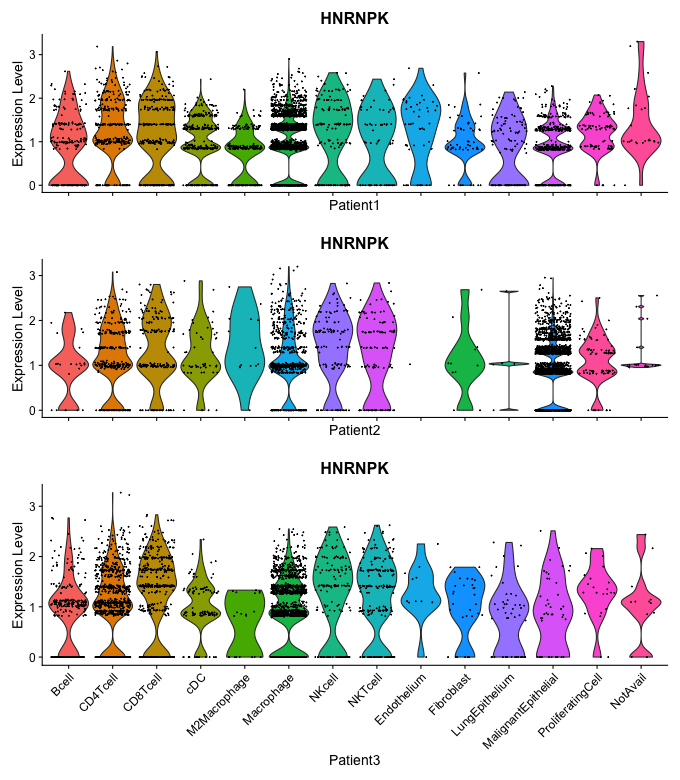 HNRNPK
Expression Level
3
2
1
0
Patient1
HNRNPK
Expression Level
3
2
1
0
Patient2
HNRNPK
Expression Level
3
2
1
0
Bcell
CD4Tcell
CD8Tcell
cDC
M2Macrophage
Macrophage
NKcell
NKTcell
Endothelium
Fibroblast
LungEpithelium
MalignantEpithelial
ProliferatingCell
NotAvail
Patient3